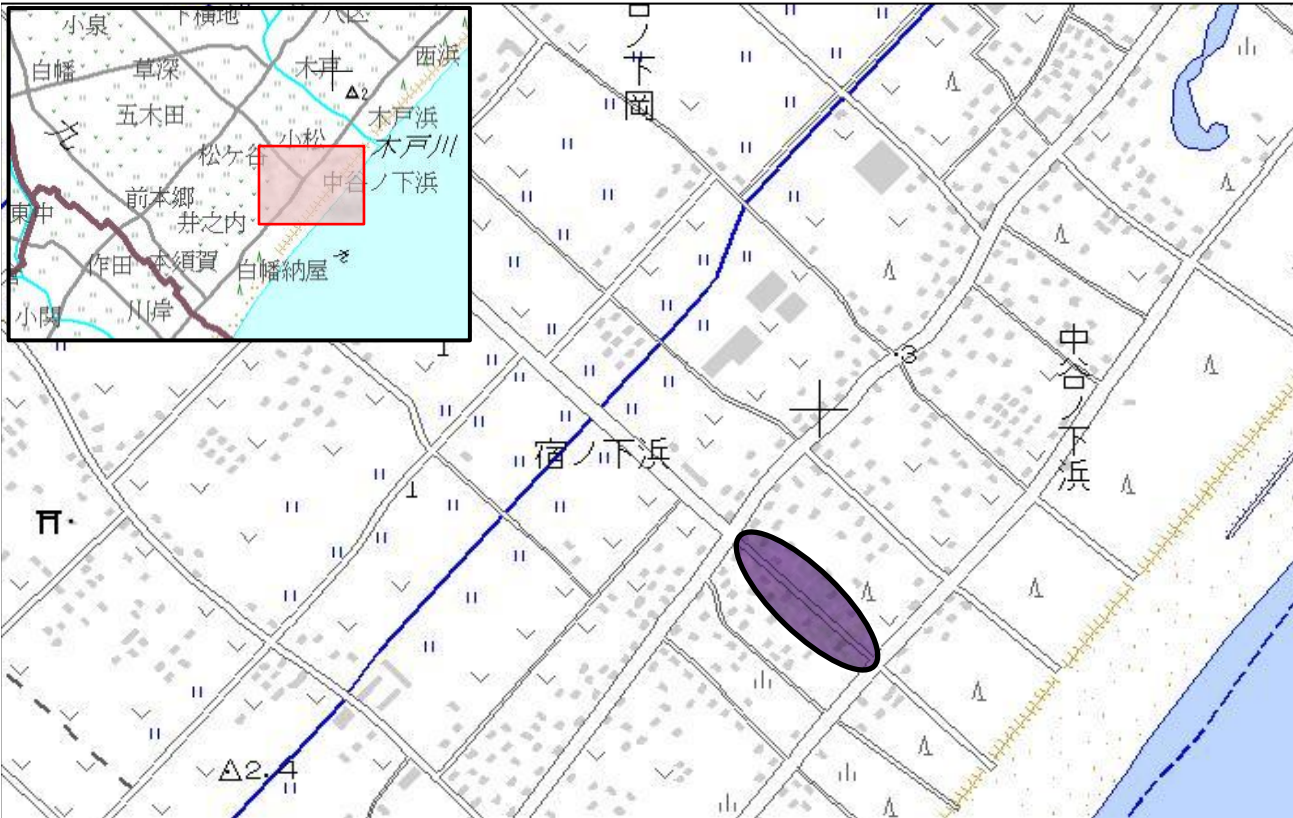 小泉
下横地
八区
西浜
白幡
草深
木戸
2
五木田
木戸浜
九
小松
木戸川
松ケ谷
前本郷
中谷ノ下浜
東中
井之内
作田
本須賀
白幡納屋
小関
川岸
ノ下岡
1
・3
中谷ノ下浜
宿ノ下浜
1
2.4